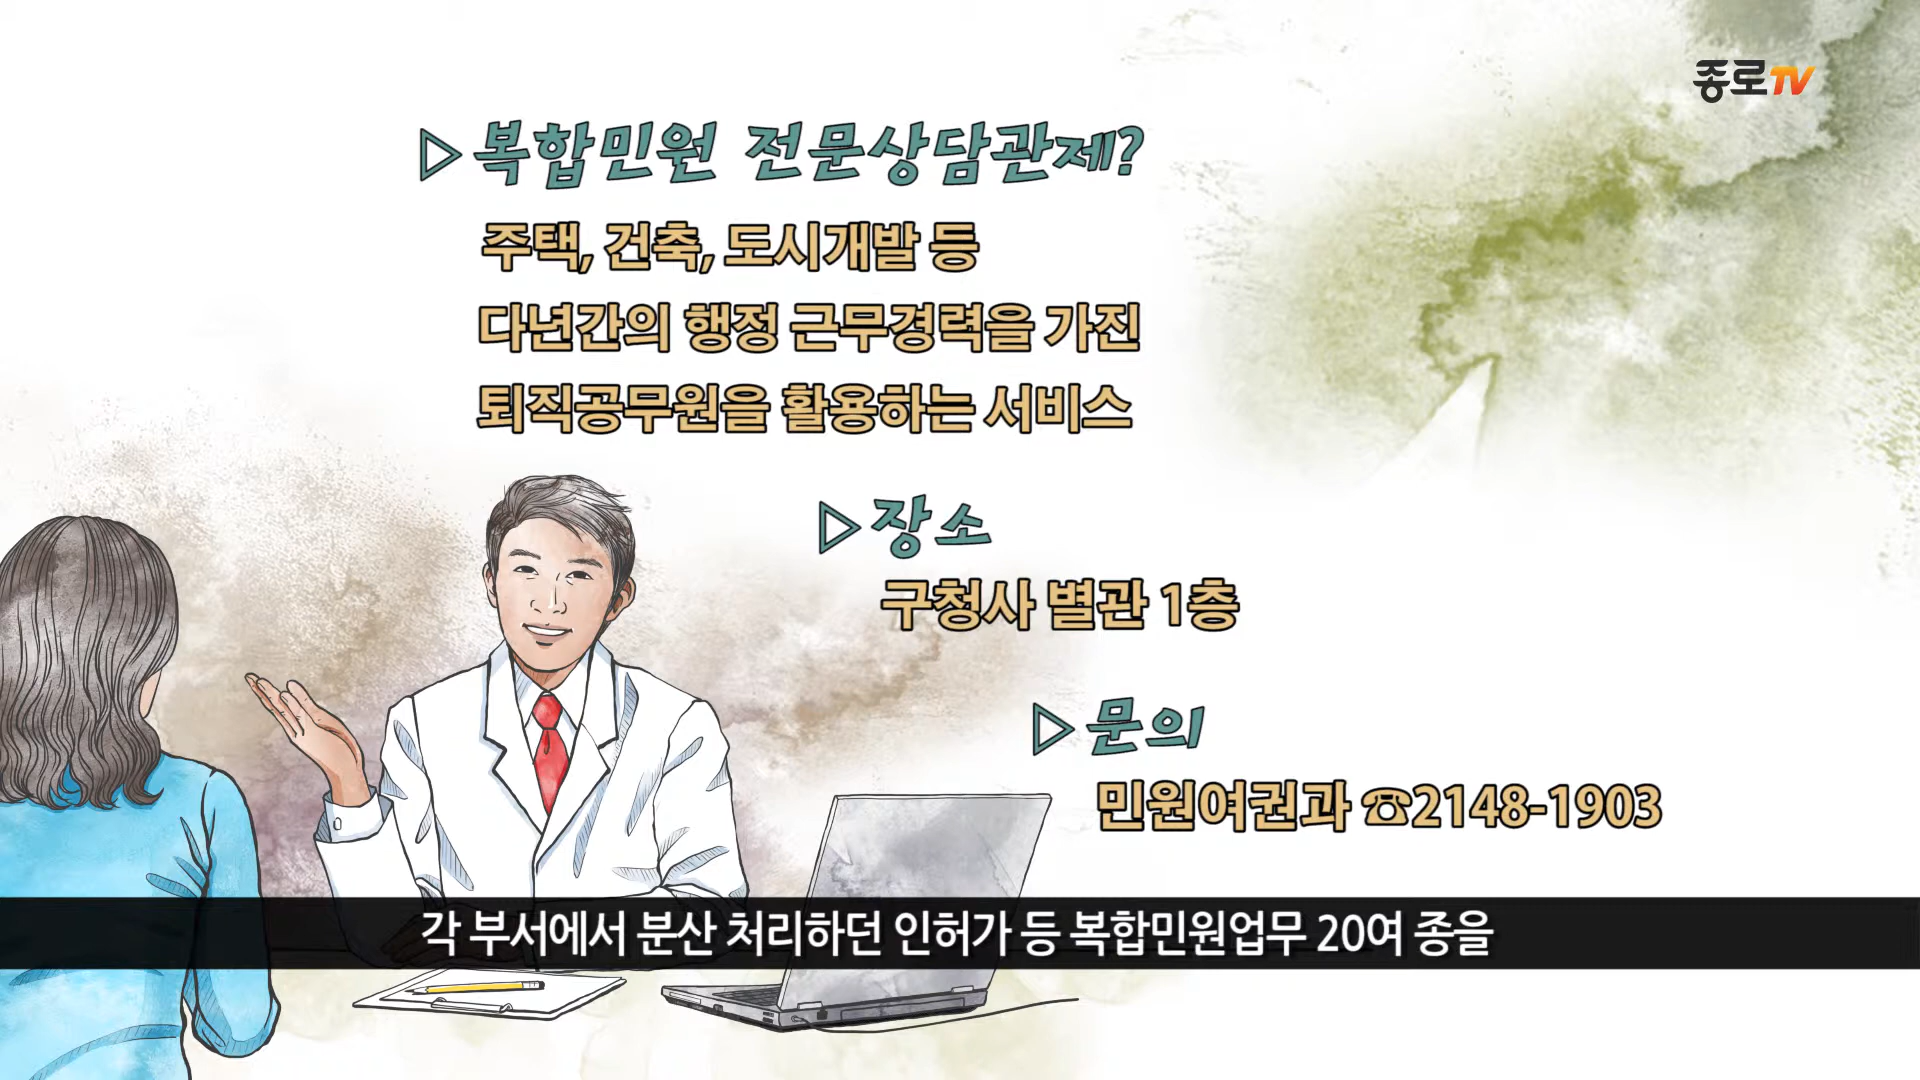 종로TV
▷복합민원 전문상담관제?
주택, 건축, 도시개발 등
다년간의 행정 근무경력을 가진
퇴직공무원을 활용하는 서비스
▷장소
구청사 별관 1층
▷문의
민원여권과 ☎2148-1903
각 부서에서 분산 처리하던 인허가 등 복합민원업무 20여 종을